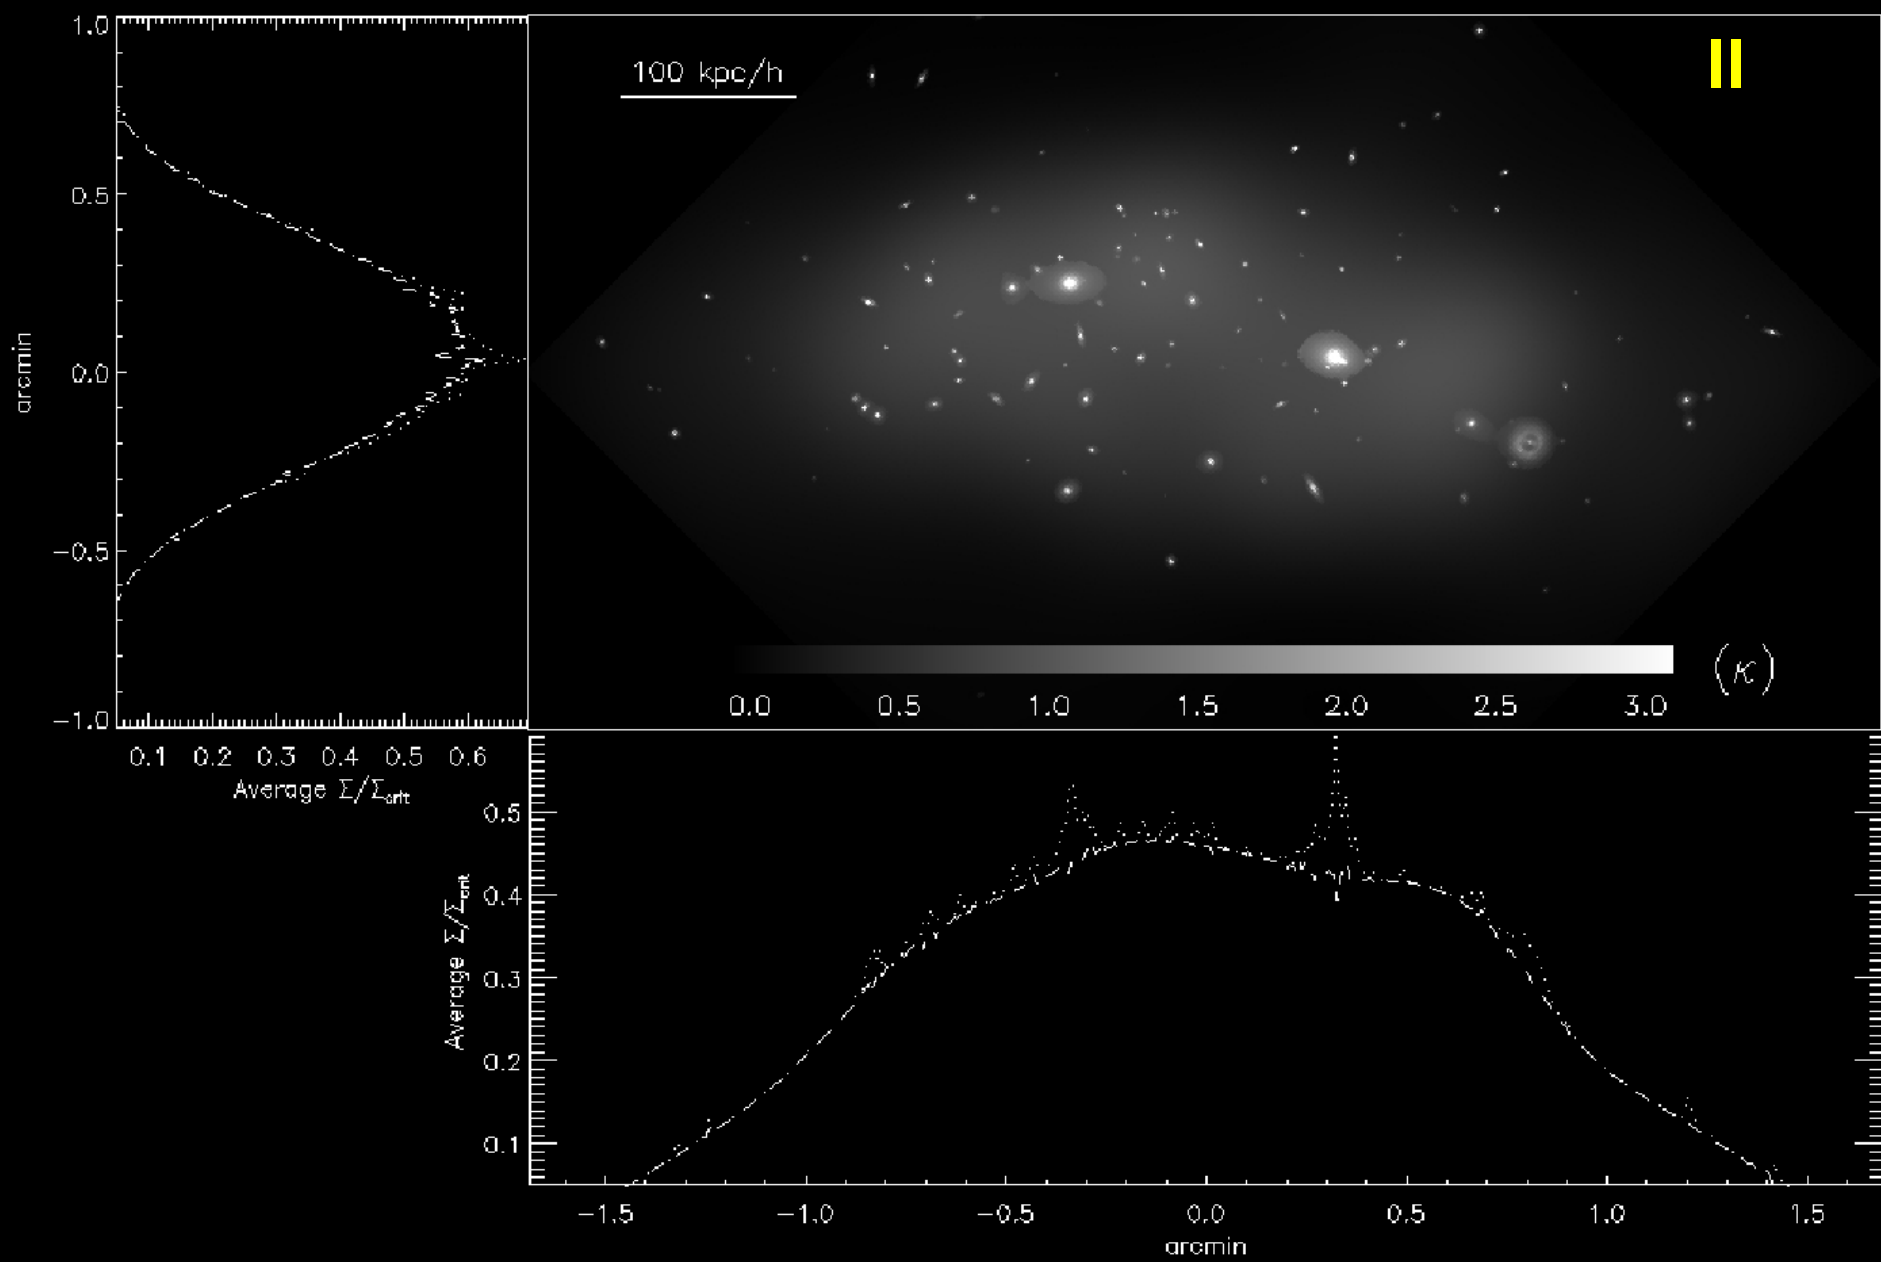 1.0
0.5
0.0
−0.5
−1.0
arcmin
100 kpc/h
II
0.0 0.5 1.0 1.5 2.0 2.5 3.0
(κ)
0.1 0.2 0.3 0.4 0.5 0.6
Average Σ/Σcrit
0.5
0.4
0.3
0.2
0.1
Average Σ/Σcrit
−1.5 −1.0 −0.5 0.0 0.5 1.0 1.5
arcmin